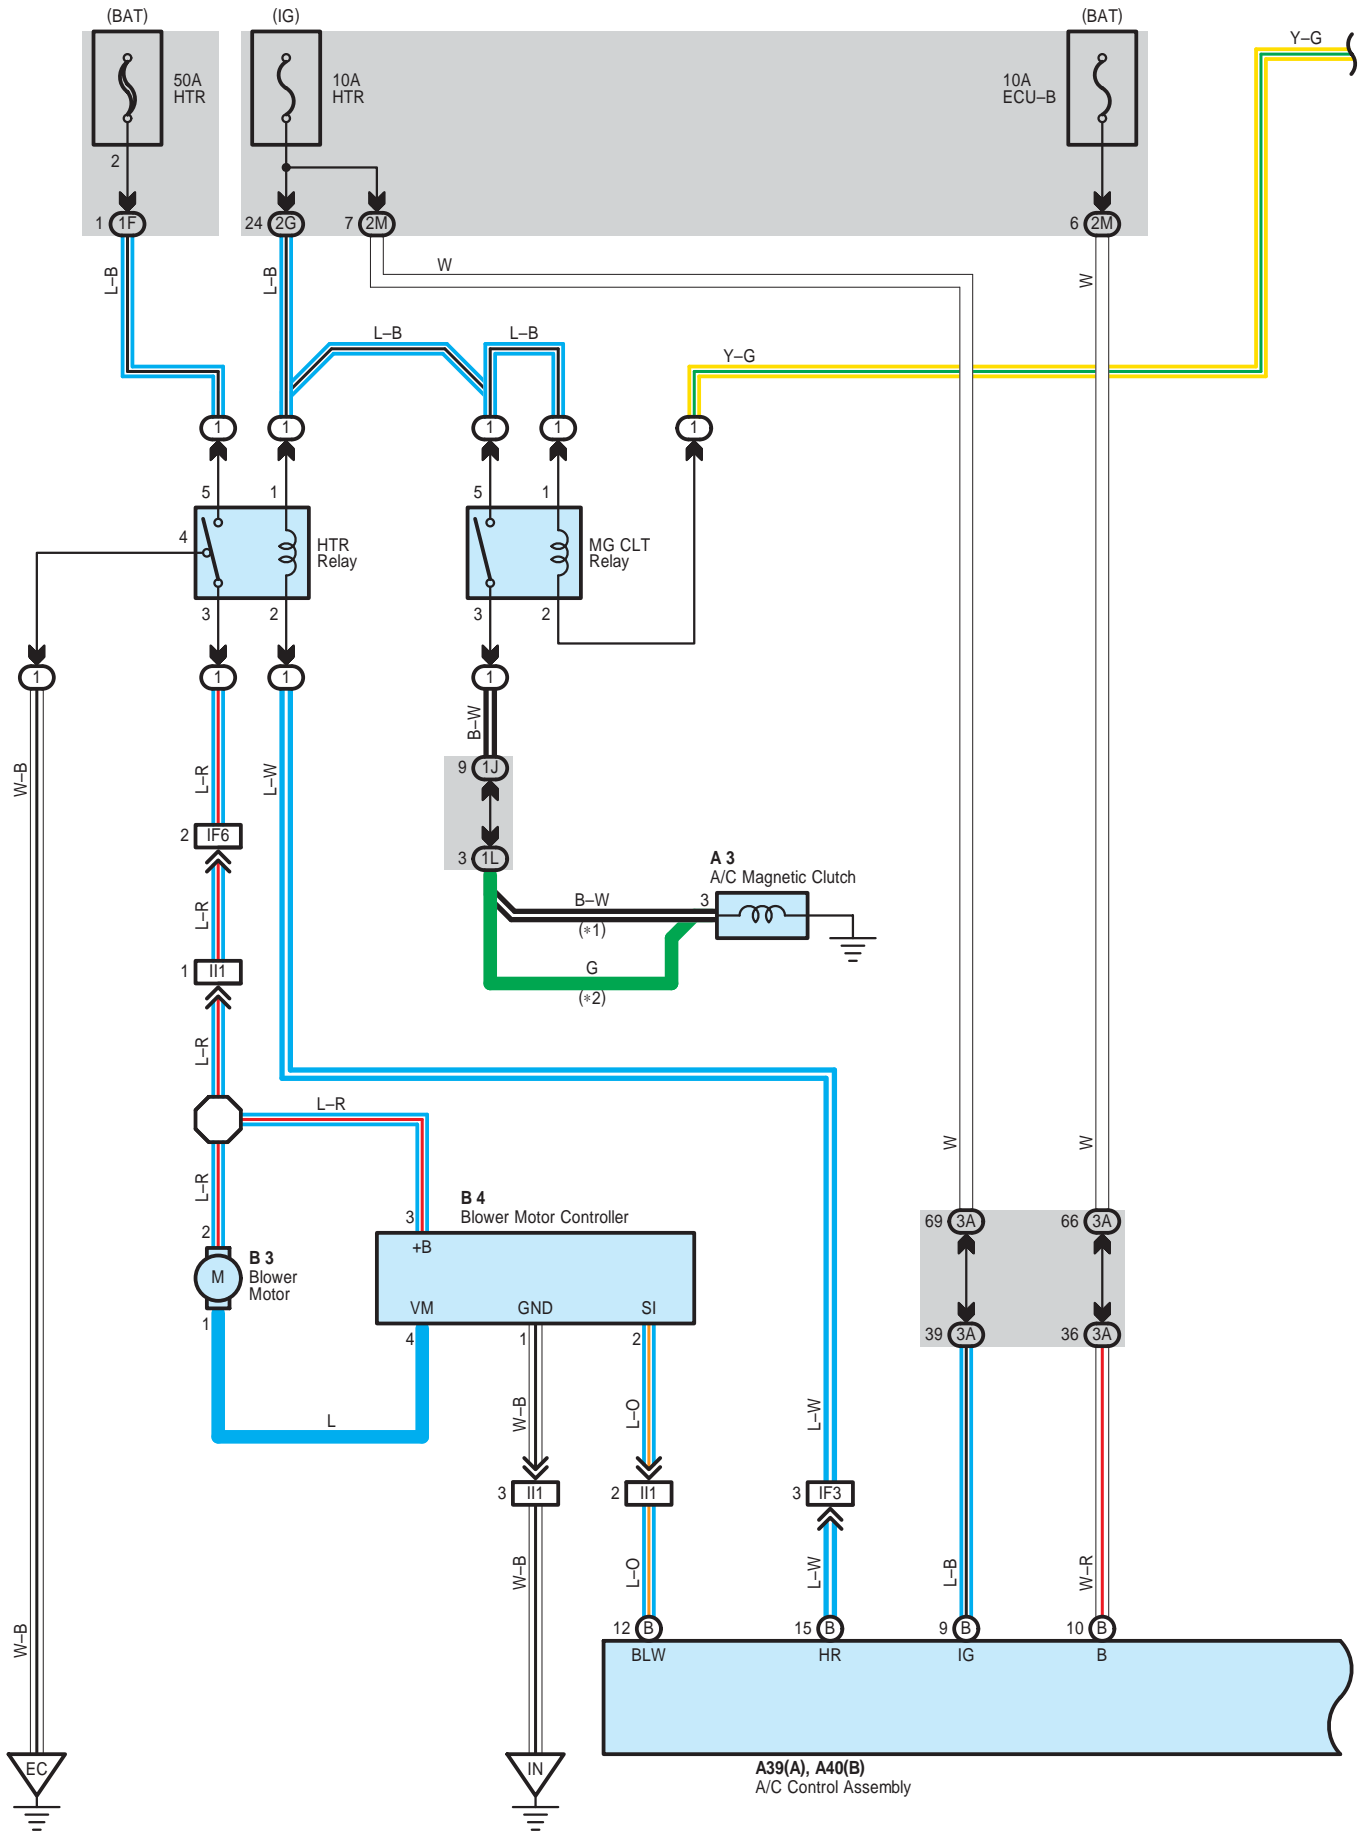 (BAT)
(IG)
(BAT)
Y–G
50A
HTR
10A
HTR
10A
ECU–B
2
1 1F
24 2G
7 2M
6 2M
L–B
L–B
W
W
L–B
L–B
Y–G
1
1
1
1
1
5
1
5
1
4
HTR
Relay
MG CLT
Relay
3
2
3
2
1
1
1
1
B–W
W–B
L–R
L–W
9 1J
2 IF6
3 1L
A 3
A/C Magnetic Clutch
B–W
3
(∗1)
L–R
G
(∗2)
1 II1
L–R
L–R
W
W
L–R
B 4
Blower Motor Controller
3
+B
69 3A
66 3A
2
M
B 3
Blower
Motor
VM
GND
SI
1
4
1
2
39 3A
36 3A
L
W–B
L–O
L–W
3 II1
2 II1
3 IF3
W–B
L–O
L–W
L–B
W–R
W–B
12 B
15 B
9 B
10 B
BLW
HR
IG
B
EC
IN
A39(A), A40(B)
A/C Control Assembly